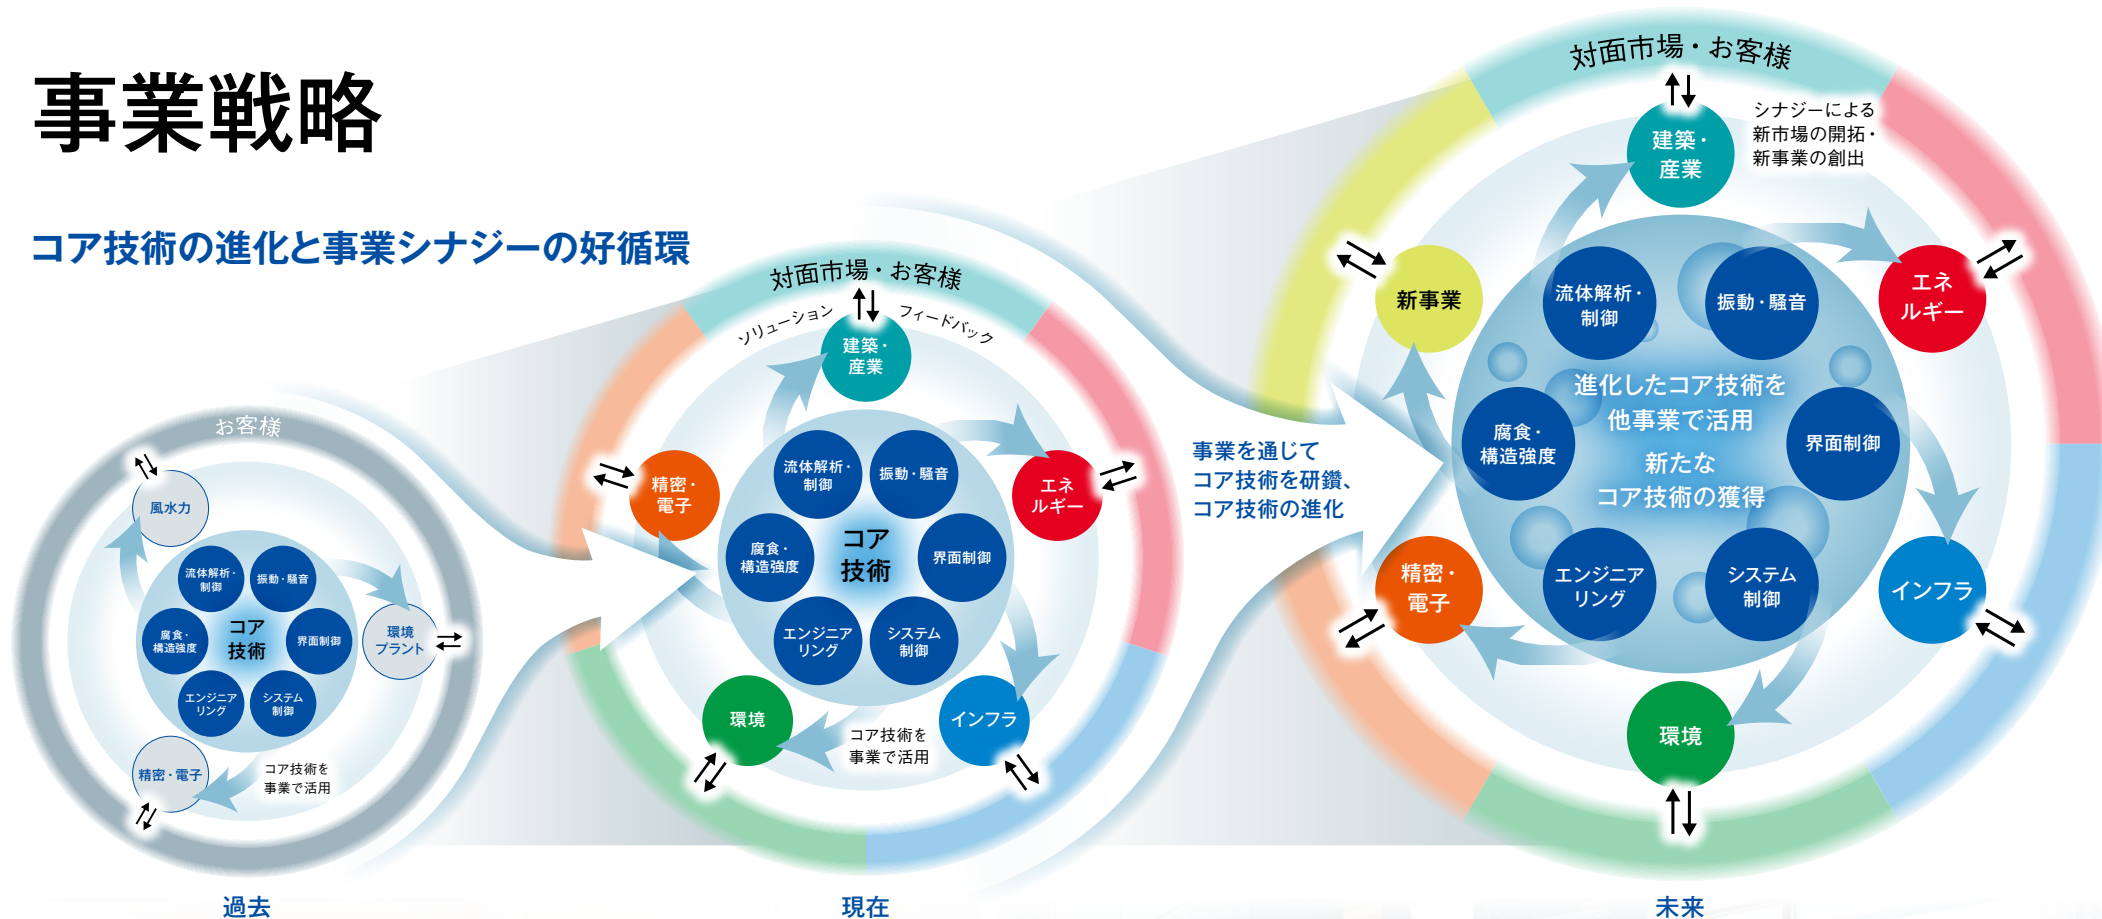 事業戦略
コア技術の進化と事業シナジーの好循環
お客様
風水力
流体解析・
制御
振動・騒音
腐食・
構造強度
コア
技術
界面制御
環境
プラント
エンジニア
リング
システム
制御
精密・電子
コア技術を
事業で活用
過去
対面市場・お客様
ソリューション
フィードバック
建築・
産業
精密・
電子
流体解析・
制御
振動・騒音
エネ
ルギー
腐食・
構造強度
コア
技術
界面制御
エンジニア
リング
システム
制御
環境
インフラ
コア技術を
事業で活用
現在
事業を通じて
コア技術を研鑽、
コア技術の進化
対面市場・お客様
建築・
産業
シナジーによる
新市場の開拓・
新事業の創出
新事業
流体解析・
制御
振動・騒音
エネ
ルギー
進化したコア技術を
他事業で活用
新たな
コア技術の獲得
腐食・
構造強度
界面制御
精密・
電子
エンジニア
リング
システム
制御
インフラ
環境
未来